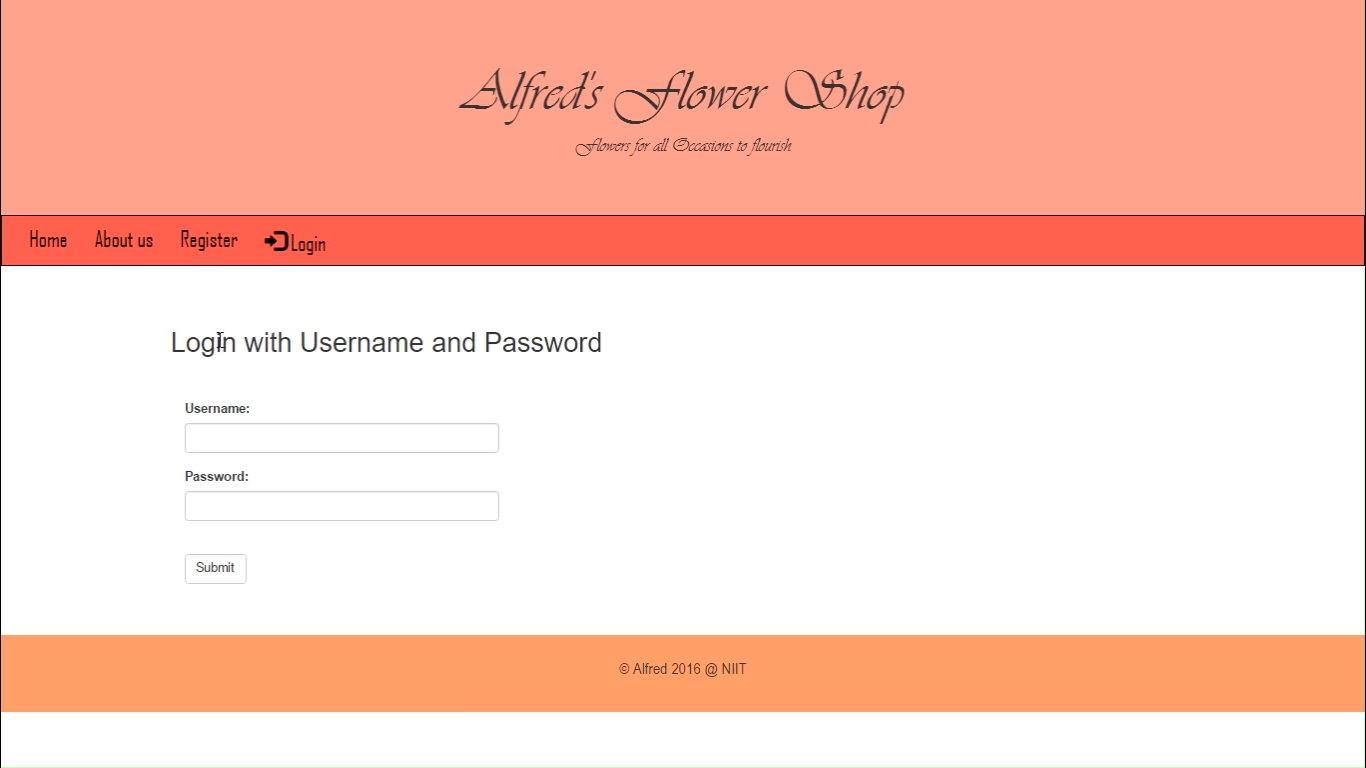 Alfred's Flower Shop
Flowers for all Occasions to flourish
Home About us Register Login
Login with Username and Password
Username:
Password:
Submit
© Alfred 2016 @ NIIT